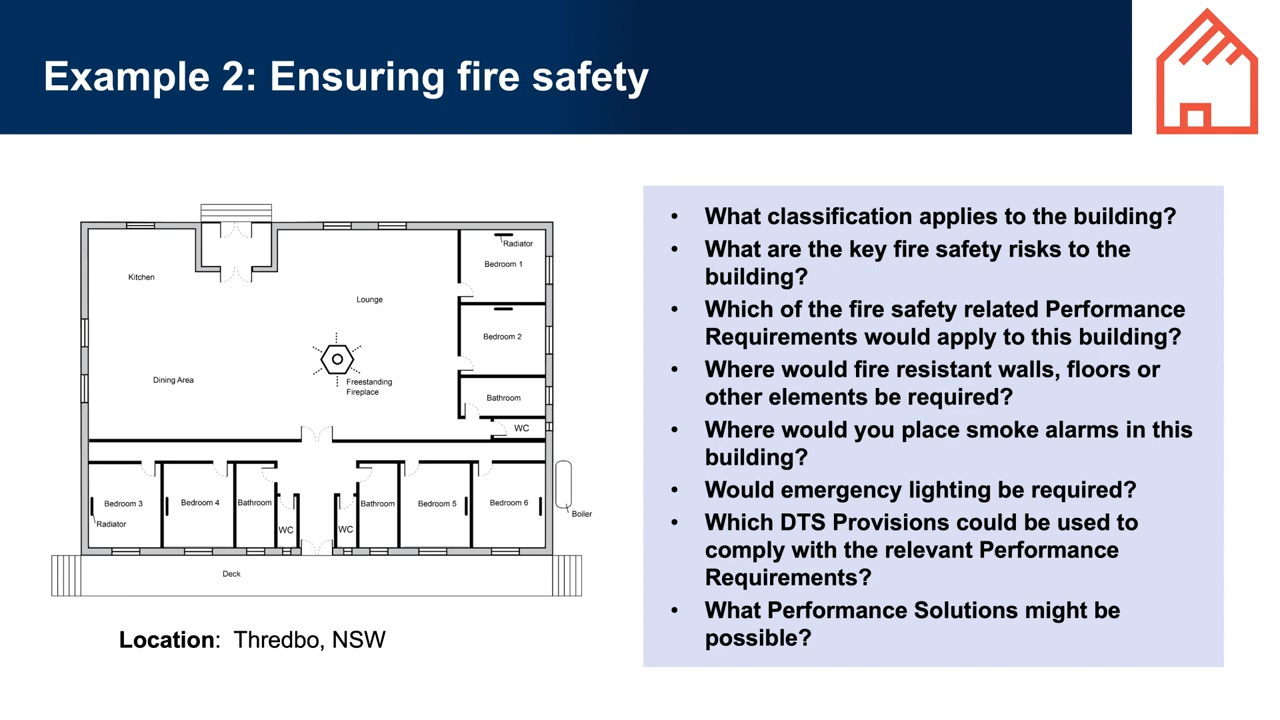 Example 2: Ensuring fire safety
Radiator
Bedroom 1
Kitchen
Lounge
Bedroom 2
Dining Area
Freestanding
Fireplace
Bathroom
WC
Bedroom 3
Bedroom 4
Bathroom
Bathroom
Bedroom 5
Bedroom 6
Radiator
WC
WC
Boiler
Deck
Location: Thredbo, NSW
• What classification applies to the building?
• What are the key fire safety risks to the
building?
• Which of the fire safety related Performance
Requirements would apply to this building?
• Where would fire resistant walls, floors or
other elements be required?
• Where would you place smoke alarms in this
building?
• Would emergency lighting be required?
• Which DTS Provisions could be used to
comply with the relevant Performance
Requirements?
• What Performance Solutions might be
possible?